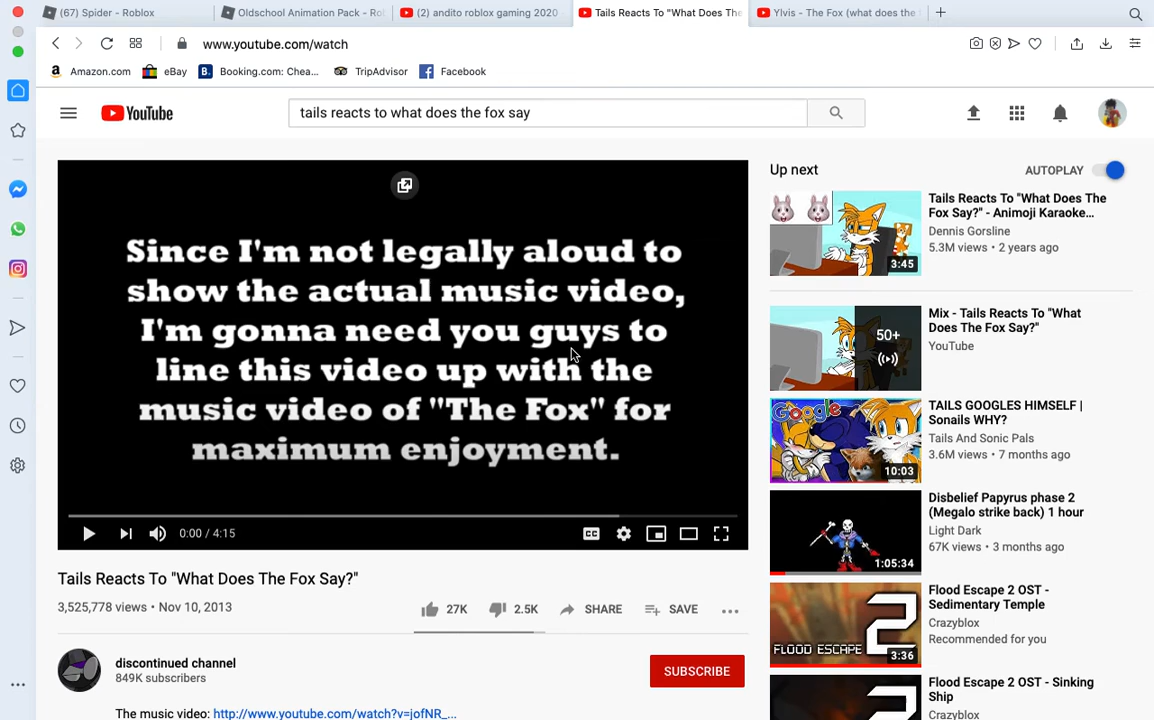 (67) Spider - Roblox
Oldschool Animation Pack - Rob
(2) andito roblox gaming 2020
Tails Reacts To "What Does The
Ylvis - The Fox (what does the
www.youtube.com/watch
Amazon.com
eBay
Booking.com: Chea...
TripAdvisor
Facebook
YouTube
tails reacts to what does the fox say
Since I'm not legally aloud to
show the actual music video,
I'm gonna need you guys to
line this video up with the
music video of "The Fox" for
maximum enjoyment.
0:00 / 4:15
CC
Tails Reacts To "What Does The Fox Say?"
3,525,778 views • Nov 10, 2013
27K
2.5K
SHARE
SAVE
discontinued channel
849K subscribers
SUBSCRIBE
The music video: http://www.youtube.com/watch?v=jofNR_...
Up next
AUTOPLAY
3:45
Tails Reacts To "What Does The
Fox Say?" - Animoji Karaoke...
Dennis Gorsline
5.3M views • 2 years ago
50+
Mix - Tails Reacts To "What
Does The Fox Say?"
YouTube
Google
10:03
TAILS GOOGLES HIMSELF |
Sonails WHY?
Tails And Sonic Pals
3.6M views • 7 months ago
1:05:34
Disbelief Papyrus phase 2
(Megalo strike back) 1 hour
Light Dark
67K views • 3 months ago
FLOOD ESCAPE 2
3:36
Flood Escape 2 OST -
Sedimentary Temple
Crazyblox
Recommended for you
Flood Escape 2 OST - Sinking
Ship
Crazyblox